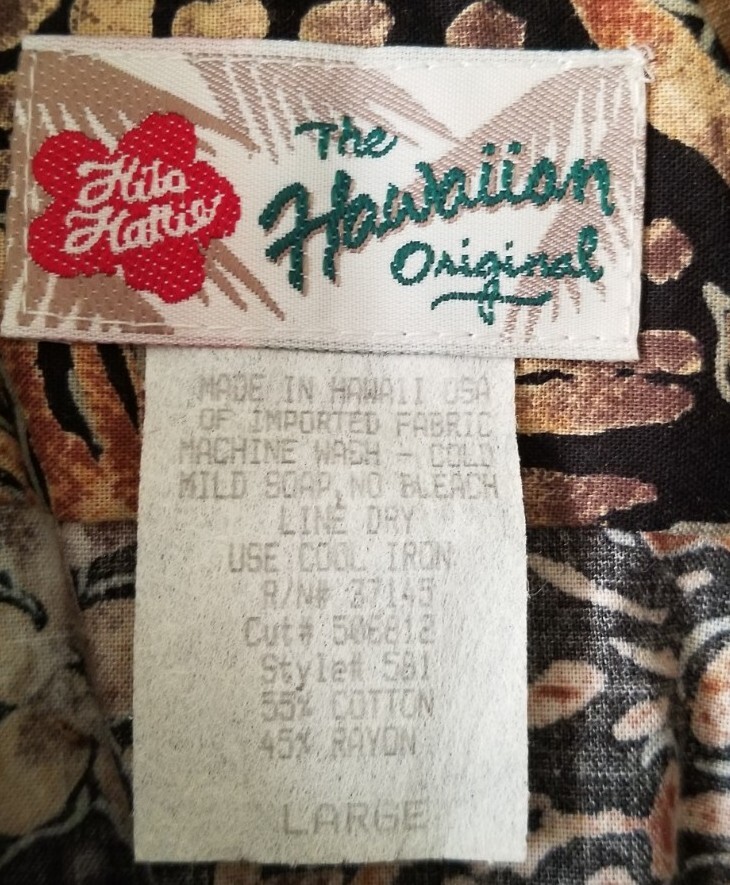 Hilo
Hattie
The
Hawaiian
Original
MADE IN HAWAII USA
OF IMPORTED FABRIC
MACHINE WASH - COLD
MILD SOAP, NO BLEACH
LINE DRY
USE COOL IRON
R/N# 37145
Cut# 506812
Style# 581
55% COTTON
45% RAYON
LARGE